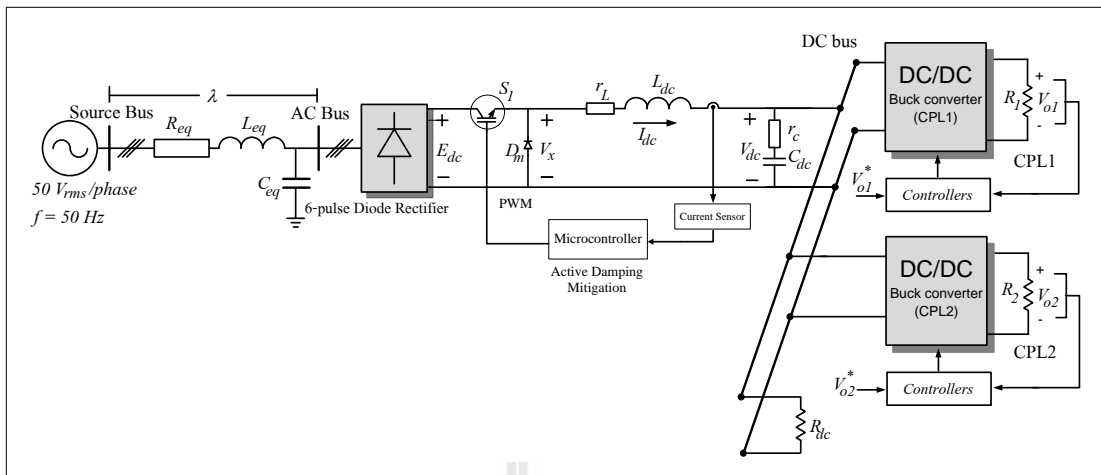 Source Bus
λ
AC Bus
R_eq
L_eq
C_eq
50 V_rms/phase
f = 50 Hz
6-pulse Diode Rectifier
+
E_dc
−
S_1
D_m
+
V_x
−
PWM
r_L
L_dc
I_dc
+
V_dc
−
r_c
C_dc
Current Sensor
Microcontroller
Active Damping
Mitigation
DC bus
DC/DC
Buck converter
(CPL1)
R_1
+
V_o1
-
CPL1
V_o1^*
Controllers
DC/DC
Buck converter
(CPL2)
R_2
+
V_o2
-
CPL2
V_o2^*
Controllers
R_dc